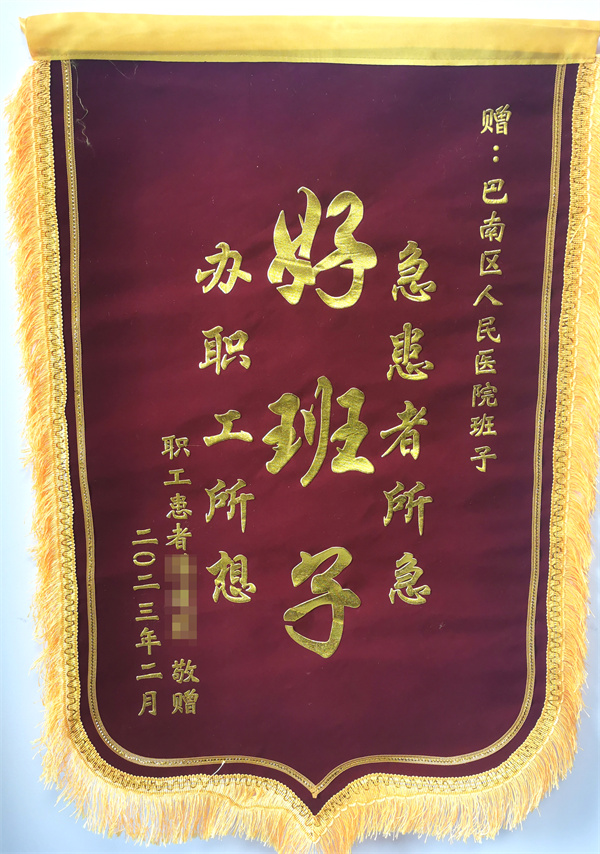 赠：巴南区人民医院班子
急患者所急
好班子
办职工所想
职工患者 敬赠
二〇二三年二月